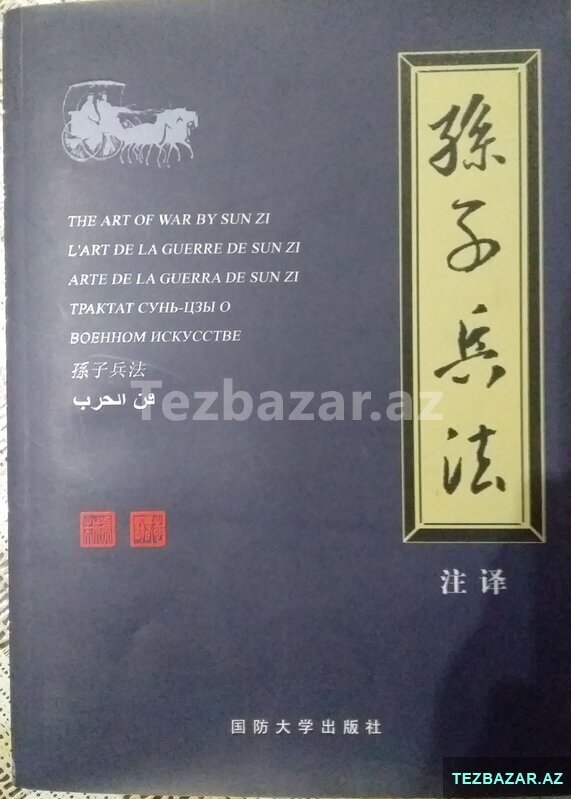 THE ART OF WAR BY SUN ZI
L'ART DE LA GUERRE DE SUN ZI
ARTE DE LA GUERRA DE SUN ZI
ТРАКТАТ СУНЬ-ЦЗЫ О
ВОЕННОМ ИСКУССТВЕ
孫子兵法
فن الحرب
孫子兵法
注译
国防大学出版社
Tezbazar.az
TEZBAZAR.AZ